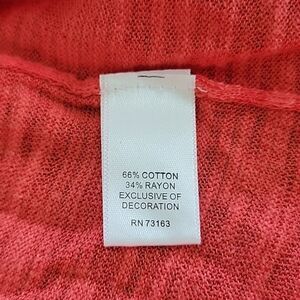 66% COTTON
34% RAYON
EXCLUSIVE OF
DECORATION
RN 73163